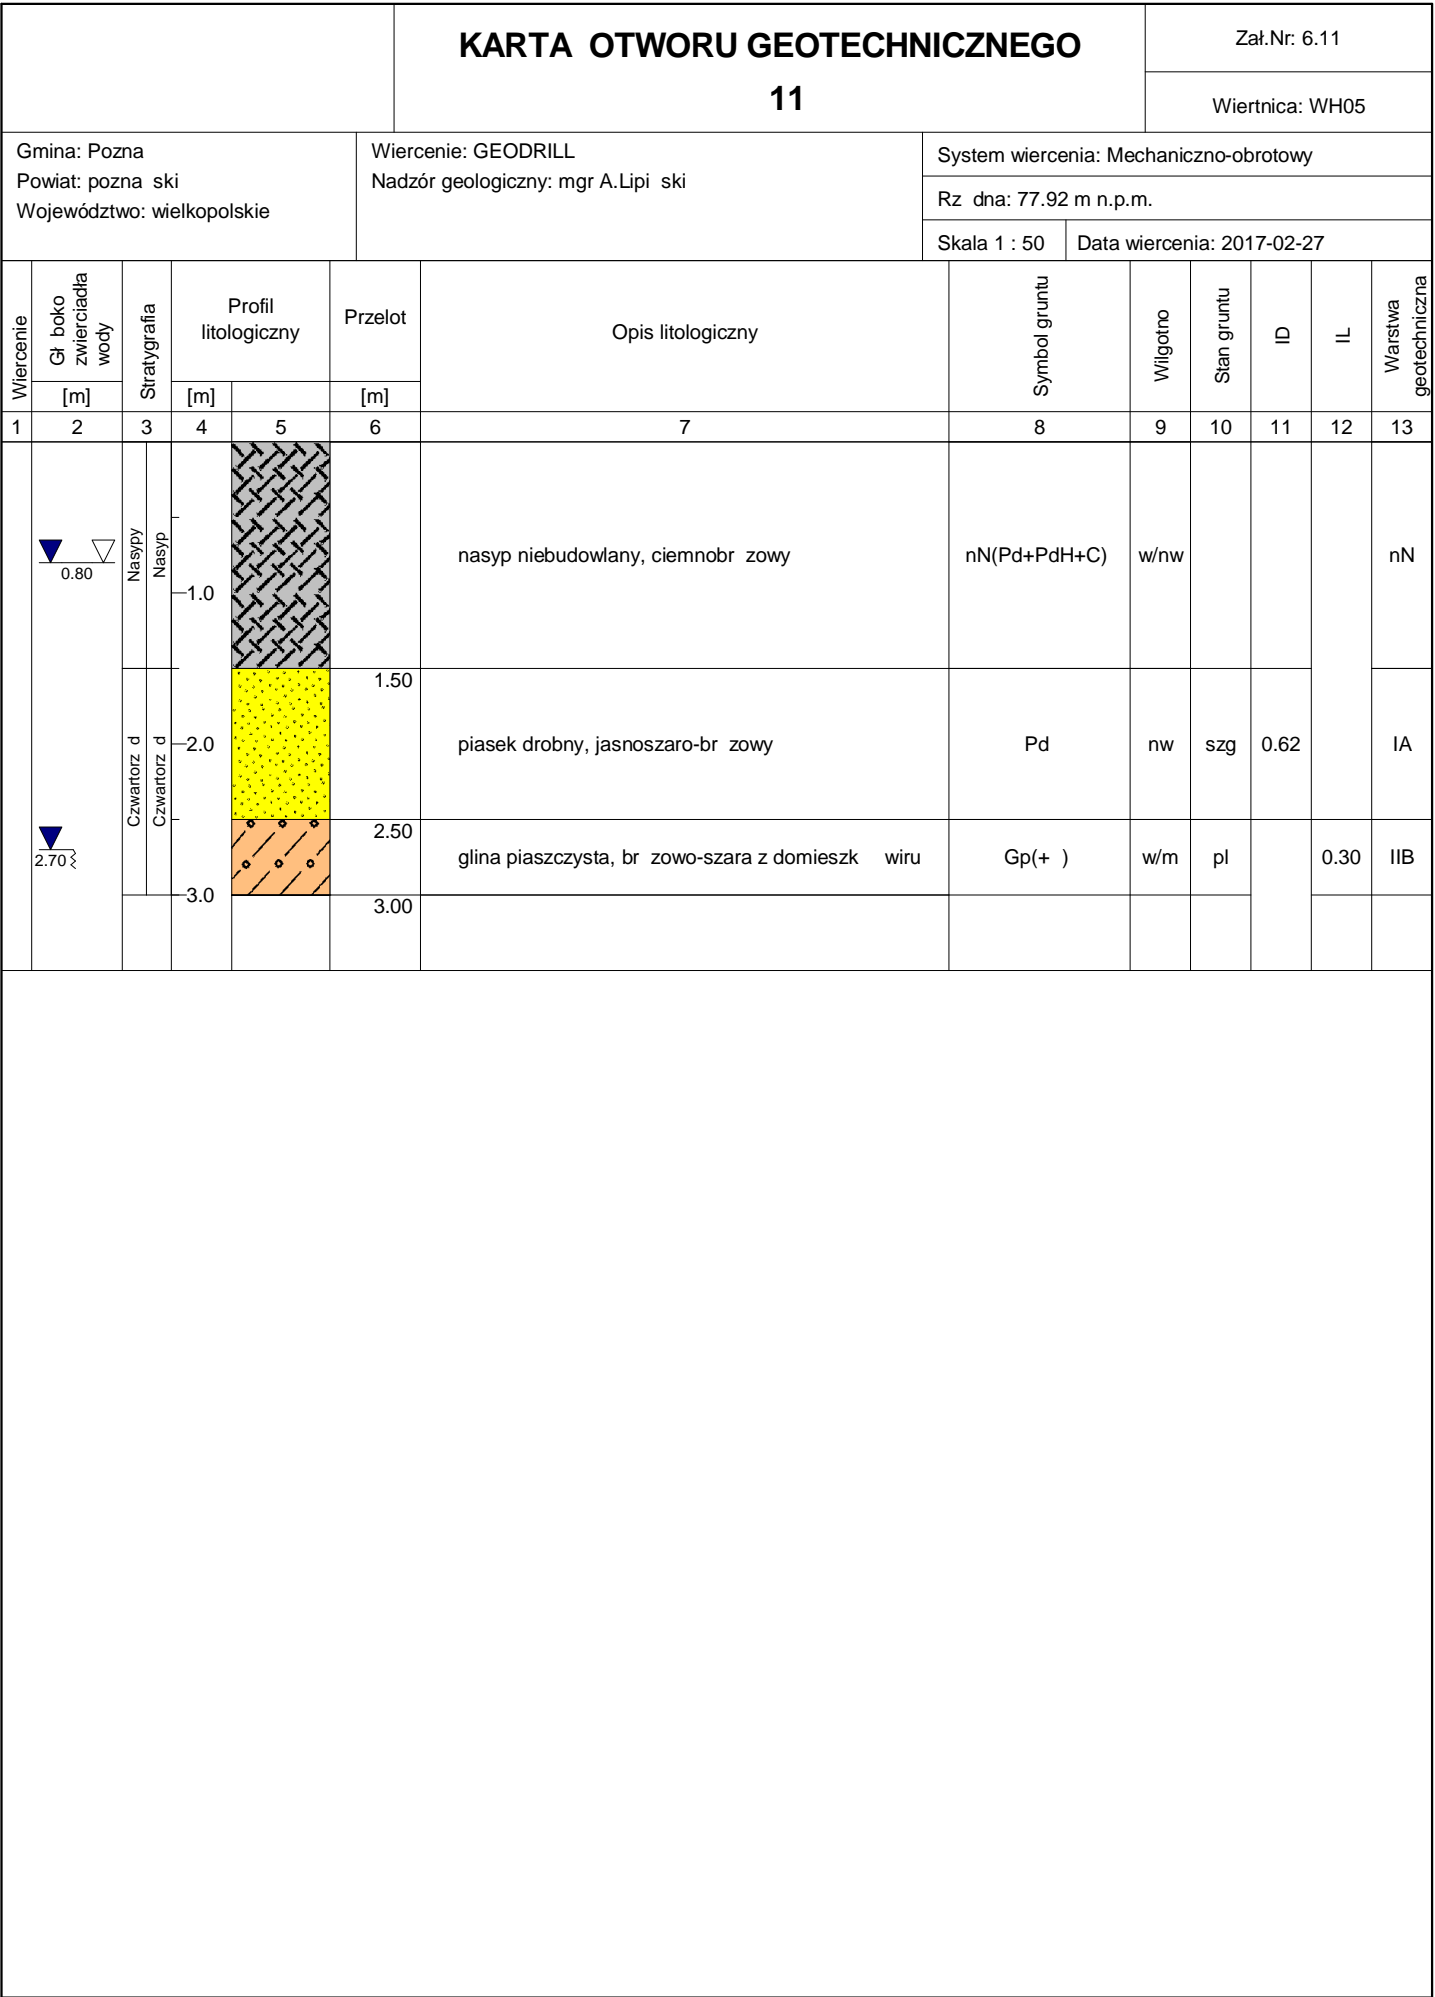 KARTA OTWORU GEOTECHNICZNEGO
11
Zał.Nr: 6.11
Wiertnica: WH05
Gmina: Pozna
Powiat: pozna ski
Województwo: wielkopolskie
Wiercenie: GEODRILL
Nadzór geologiczny: mgr A.Lipi ski
System wiercenia: Mechaniczno-obrotowy
Rz dna: 77.92 m n.p.m.
Skala 1 : 50
Data wiercenia: 2017-02-27
Wiercenie
Gł boko
zwierciadła
wody
[m]
Stratygrafia
Profil
litologiczny
[m]
Przelot
[m]
Opis litologiczny
Symbol gruntu
Wilgotno
Stan gruntu
ID
IL
Warstwa
geotechniczna
1 2 3 4 5 6 7 8 9 10 11 12 13
0.80
Nasypy
Nasyp
1.0
nasyp niebudowlany, ciemnobr zowy
nN(Pd+PdH+C)
w/nw
nN
1.50
Czwartorz d
Czwartorz d
2.0
piasek drobny, jasnoszaro-br zowy
Pd
nw
szg
0.62
IA
2.50
2.70
glina piaszczysta, br zowo-szara z domieszk wiru
Gp(+ )
w/m
pl
0.30
IIB
3.0
3.00